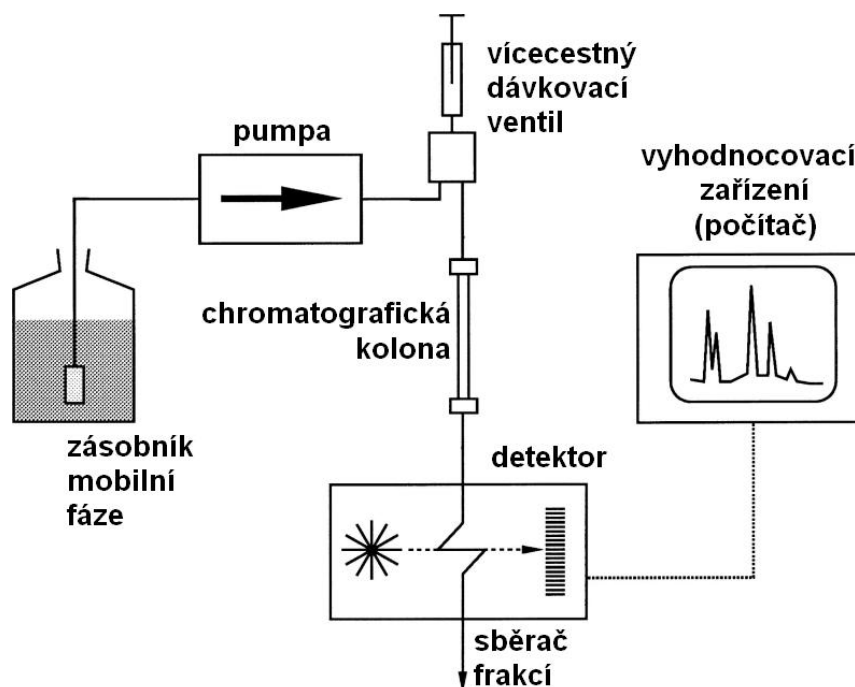 vícecestný
dávkovací
ventil
pumpa
vyhodnocovací
zařízení
(počítač)
chromatografická
kolona
zásobník
mobilní
fáze
detektor
sběrač
frakcí